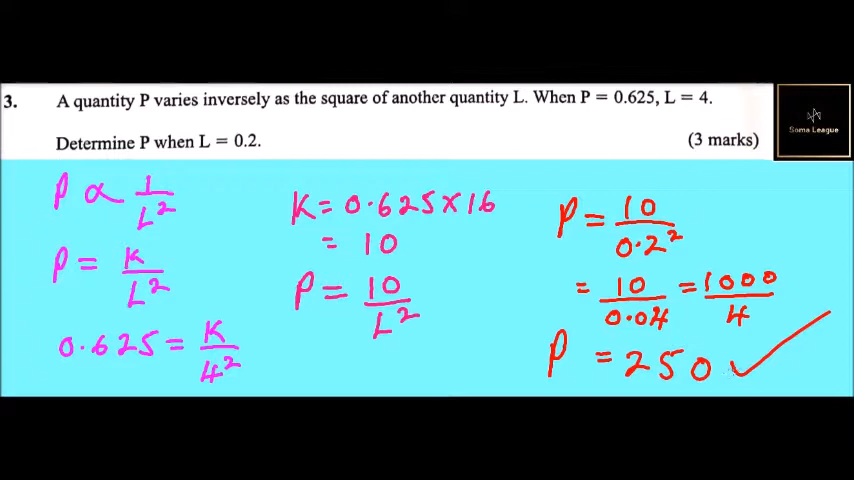 3. A quantity P varies inversely as the square of another quantity L. When P = 0.625, L = 4.
Determine P when L = 0.2. (3 marks)
Soma League
P ∝ 1/L²
P = K/L²
0.625 = K/4²
K = 0.625 × 16
= 10
P = 10/L²
P = 10/0.2²
= 10/0.04 = 1000/4
P = 250 ✓